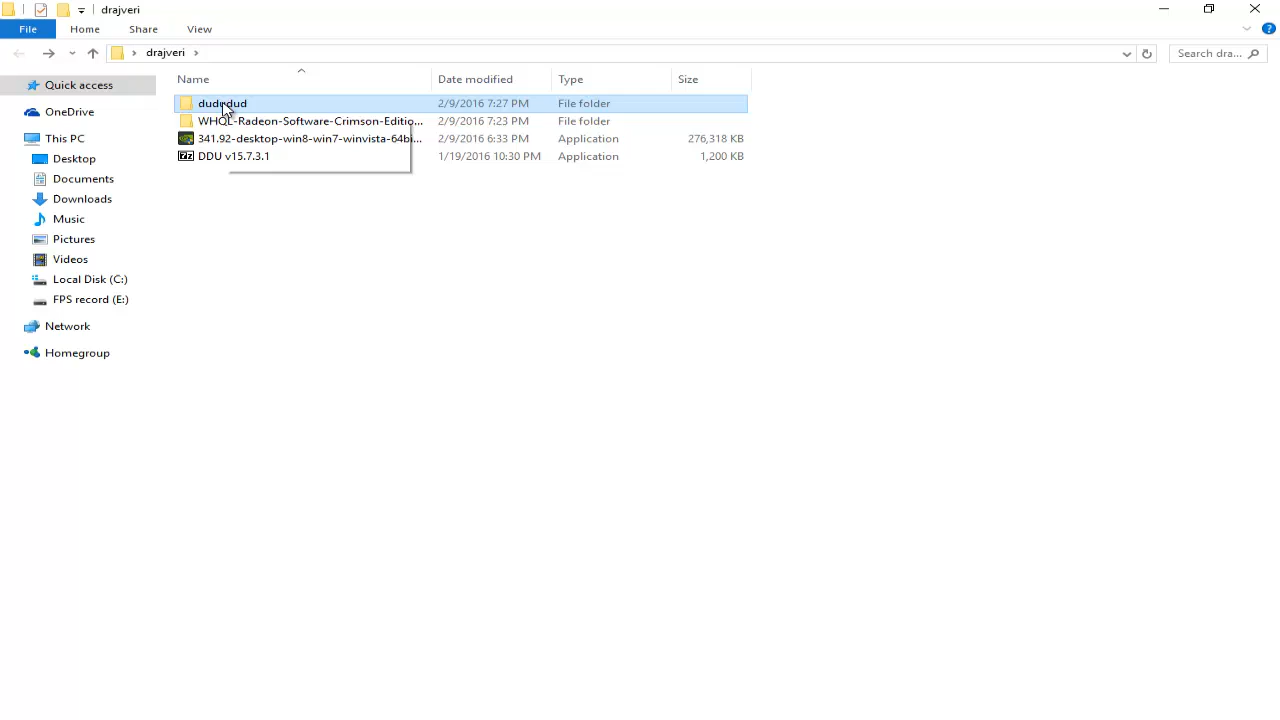 drajveri
File Home Share View
drajveri
Search dra...
Name Date modified Type Size
dudududud 2/9/2016 7:27 PM File folder
WHQL-Radeon-Software-Crimson-Editio... 2/9/2016 7:23 PM File folder
341.92-desktop-win8-win7-winvista-64bi... 2/9/2016 6:33 PM Application 276,318 KB
DDU v15.7.3.1 1/19/2016 10:30 PM Application 1,200 KB
Quick access
OneDrive
This PC
Desktop
Documents
Downloads
Music
Pictures
Videos
Local Disk (C:)
FPS record (E:)
Network
Homegroup